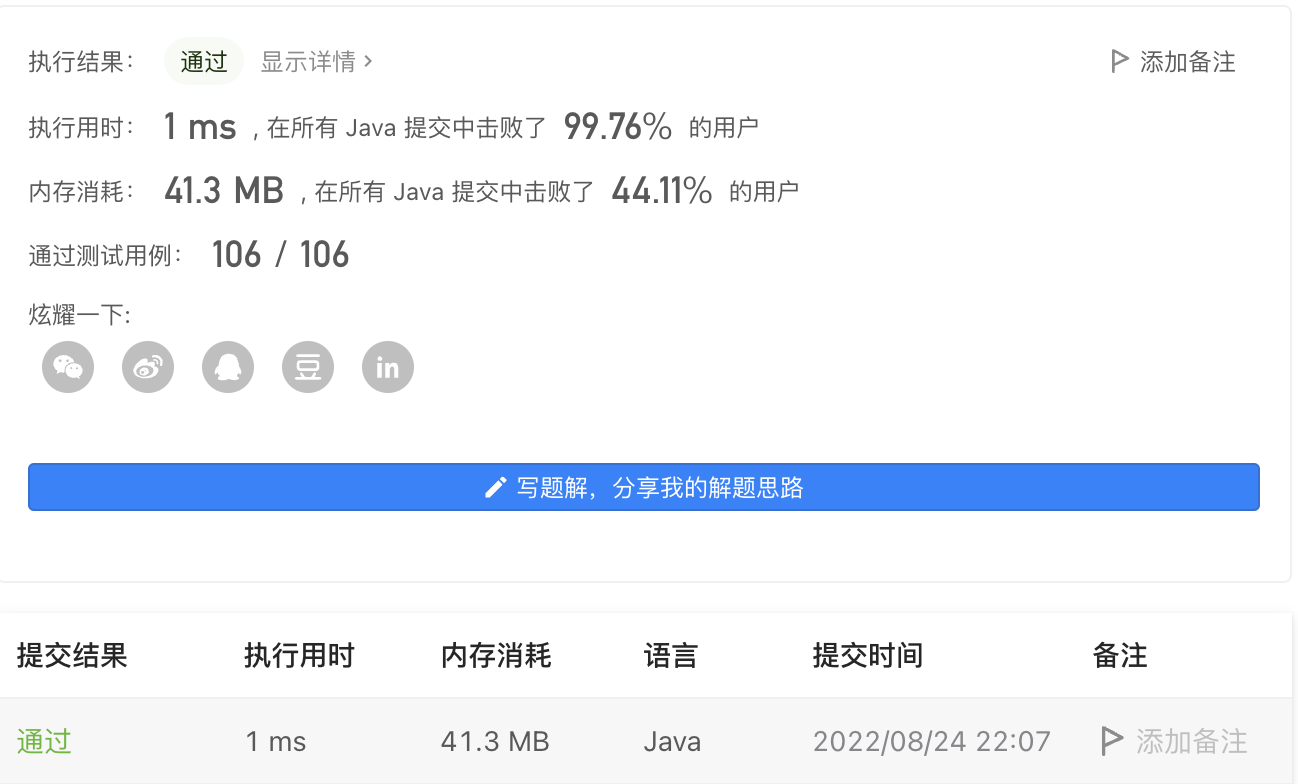 执行结果： 通过 显示详情 > 添加备注
执行用时： 1 ms , 在所有 Java 提交中击败了 99.76% 的用户
内存消耗： 41.3 MB , 在所有 Java 提交中击败了 44.11% 的用户
通过测试用例： 106 / 106
炫耀一下:
豆 in
写题解，分享我的解题思路
提交结果 执行用时 内存消耗 语言 提交时间 备注
通过 1 ms 41.3 MB Java 2022/08/24 22:07 添加备注